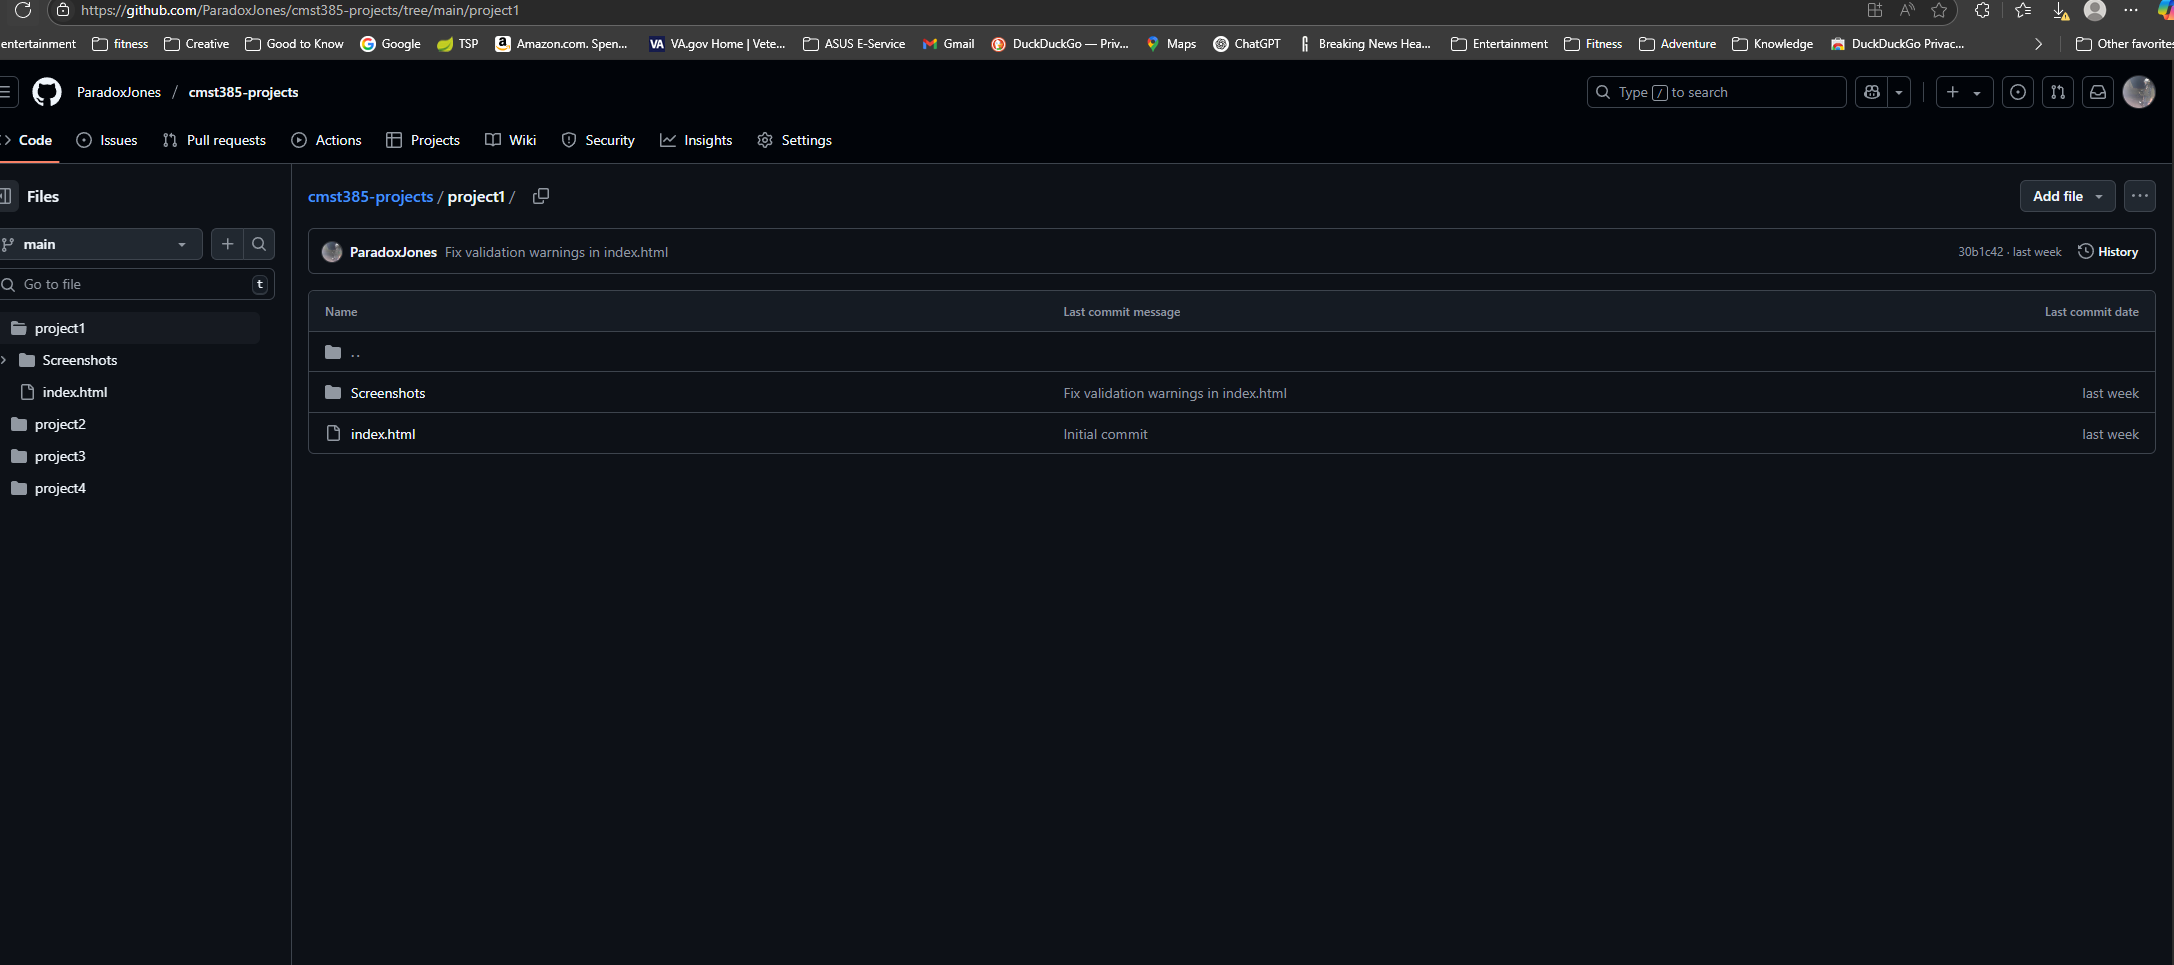 https://github.com/ParadoxJones/cmst385-projects/tree/main/project1
entertainment fitness Creative Good to Know Google TSP Amazon.com. Spen... VA.gov Home | Vete... ASUS E-Service Gmail DuckDuckGo — Priv... Maps ChatGPT Breaking News Hea... Entertainment Fitness Adventure Knowledge DuckDuckGo Privac... Other favorites
ParadoxJones / cmst385-projects
Type / to search
Code Issues Pull requests Actions Projects Wiki Security Insights Settings
Files
main
Go to file t
project1
Screenshots
index.html
project2
project3
project4
cmst385-projects / project1 /
Add file
ParadoxJones Fix validation warnings in index.html
30b1c42 · last week History
Name Last commit message Last commit date
..
Screenshots Fix validation warnings in index.html last week
index.html Initial commit last week